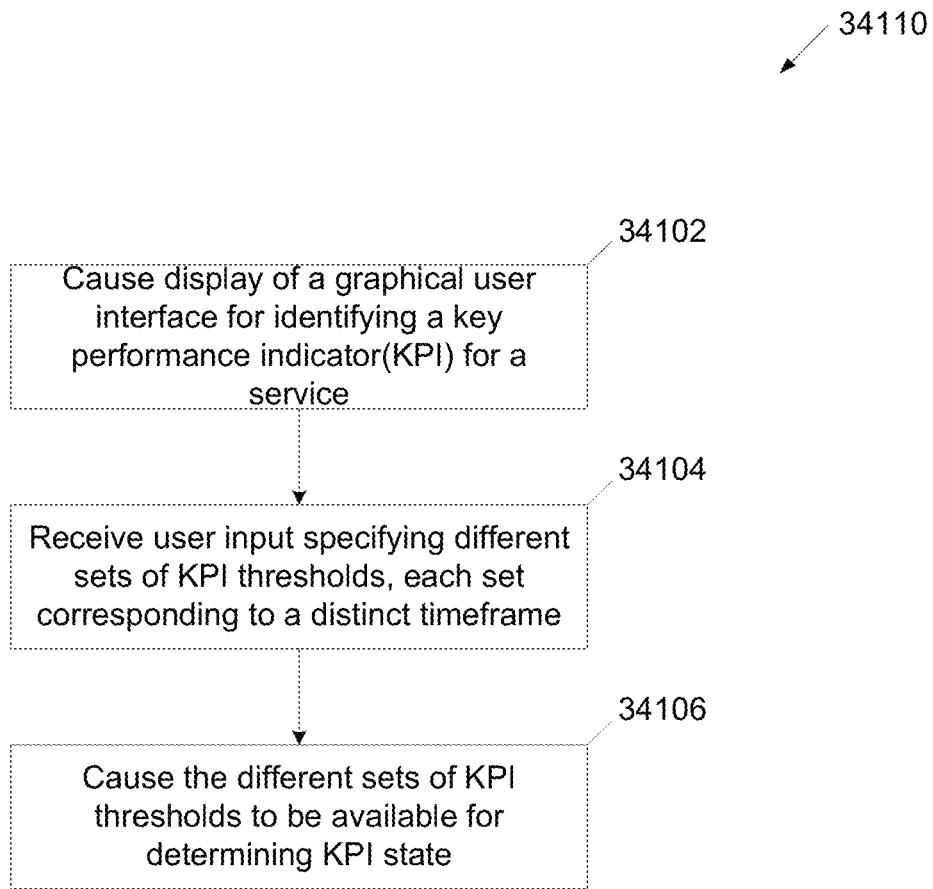 34110
34102
Cause display of a graphical user
interface for identifying a key
performance indicator(KPI) for a
service
34104
Receive user input specifying different
sets of KPI thresholds, each set
corresponding to a distinct timeframe
34106
Cause the different sets of KPI
thresholds to be available for
determining KPI state